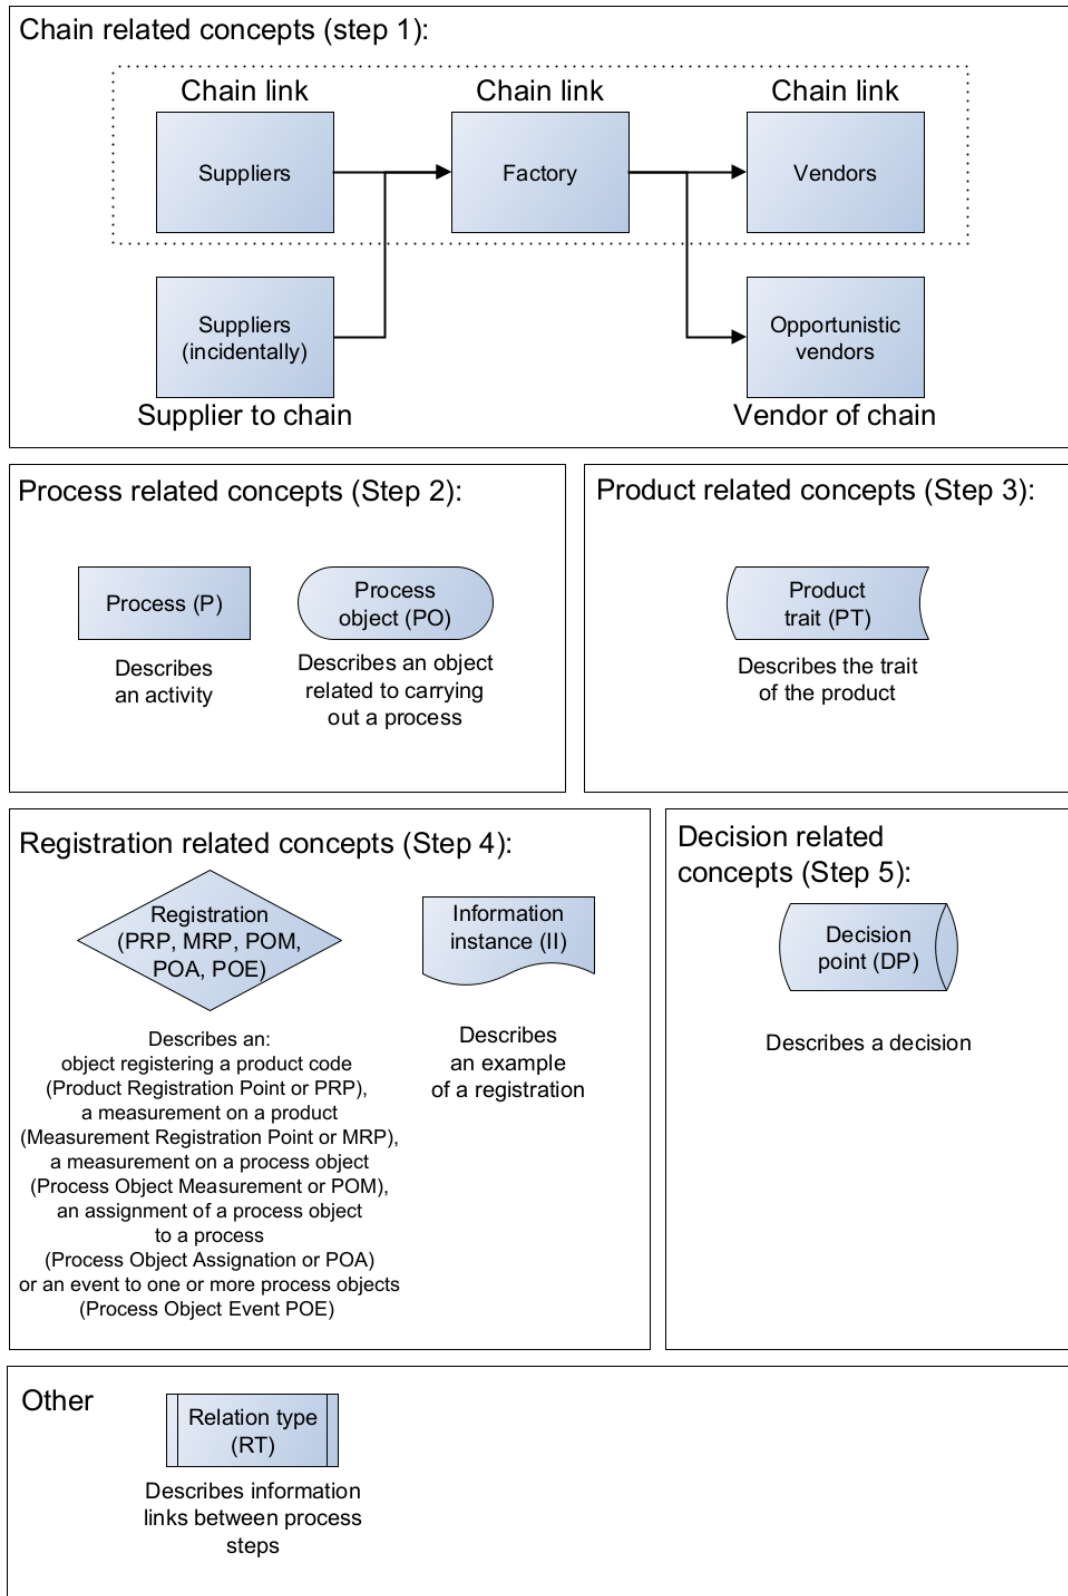 Chain related concepts (step 1):
Chain link
Chain link
Chain link
Suppliers
Factory
Vendors
Suppliers
(incidentally)
Opportunistic
vendors
Supplier to chain
Vendor of chain
Process related concepts (Step 2):
Process (P)
Describes
an activity
Process
object (PO)
Describes an object
related to carrying
out a process
Product related concepts (Step 3):
Product
trait (PT)
Describes the trait
of the product
Registration related concepts (Step 4):
Registration
(PRP, MRP, POM,
POA, POE)
Describes an:
object registering a product code
(Product Registration Point or PRP),
a measurement on a product
(Measurement Registration Point or MRP),
a measurement on a process object
(Process Object Measurement or POM),
an assignment of a process object
to a process
(Process Object Assignation or POA)
or an event to one or more process objects
(Process Object Event POE)
Information
instance (II)
Describes
an example
of a registration
Decision related
concepts (Step 5):
Decision
point (DP)
Describes a decision
Other
Relation type
(RT)
Describes information
links between process
steps